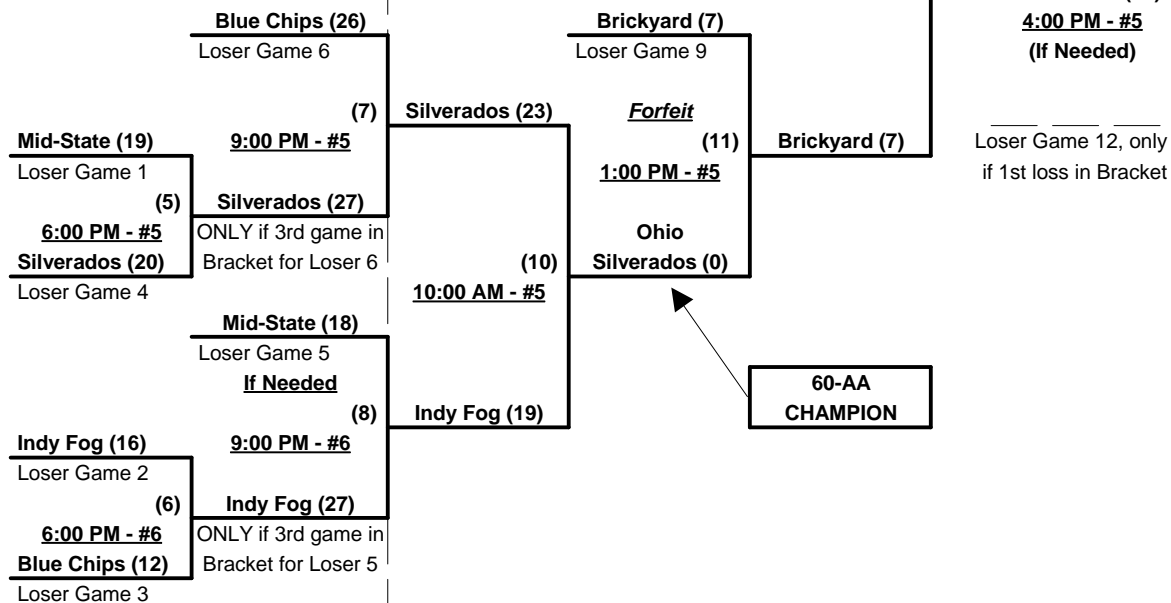 Blue Chips (26)
Loser Game 6
(7)
9:00 PM - #5
Mid-State (19)
Loser Game 1
(5)
6:00 PM - #5
Silverados (20)
Loser Game 4
Silverados (27)
ONLY if 3rd game in
Bracket for Loser 6
Silverados (23)
Mid-State (18)
Loser Game 5
If Needed
(8)
9:00 PM - #6
Indy Fog (16)
Loser Game 2
(6)
6:00 PM - #6
Blue Chips (12)
Loser Game 3
Indy Fog (27)
ONLY if 3rd game in
Bracket for Loser 5
Indy Fog (19)
(10)
10:00 AM - #5
Brickyard (7)
Loser Game 9
Forfeit
(11)
1:00 PM - #5
Ohio
Silverados (0)
Brickyard (7)
60-AA
CHAMPION
4:00 PM - #5
(If Needed)
Loser Game 12, only
if 1st loss in Bracket